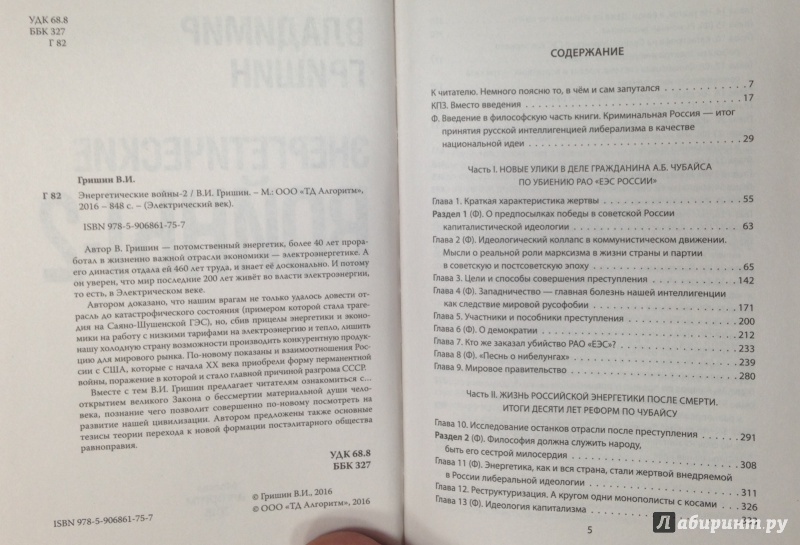 УДК 68.8
ББК 327
Г 82
ВЛАДИМИР
ГРИШИН
ЭНЕРГЕТИЧЕСКИЕ
2
Гришин В.И.
Г 82 Энергетические войны-2 / В.И. Гришин. – М.: ООО «ТД Алгоритм»,
2016 – 848 с. – (Электрический век).
ISBN 978-5-906861-75-7
Автор В. Гришин — потомственный энергетик, более 40 лет прора-
ботал в жизненно важной отрасли экономики — электроэнергетике. А
его династия отдала ей 460 лет труда, и знает её досконально. И потому
он уверен, что мир последние 200 лет живёт во власти электроэнергии,
то есть, в Электрическом веке.
Автором доказано, что нашим врагам не только удалось довести от-
расль до катастрофического состояния (примером которой стала траге-
дия на Саяно-Шушенской ГЭС), но, сбив прицелы энергетики и эконо-
мики на работу с низкими тарифами на электроэнергию и тепло, лишить
нашу холодную страну возможности производить конкурентную продук-
цию для мирового рынка. По-новому показаны и взаимоотношения Рос-
сии с США, которые с начала XX века приобрели форму перманентной
войны, поражение в которой и стало главной причиной разгрома СССР.
Вместе с тем В.И. Гришин предлагает читателям ознакомиться с...
открытием великого Закона о бессмертии материальной души чело-
века, познание чего позволит совершенно по-новому посмотреть на
развитие нашей цивилизации. Автором предложены также основные
тезисы теории перехода к новой формации постэлитарного общества
равноправия.
УДК 68.8
ББК 327
© Гришин В.И., 2016
© ООО «ТД Алгоритм», 2016
ISBN 978-5-906861-75-7
СОДЕРЖАНИЕ
К читателю. Немного поясню то, в чём и сам запутался 7
КПЗ. Вместо введения 17
Ф. Введение в философскую часть книги. Криминальная Россия — итог
принятия русской интеллигенцией либерализма в качестве
национальной идеи 29
Часть I. НОВЫЕ УЛИКИ В ДЕЛЕ ГРАЖДАНИНА А.Б. ЧУБАЙСА
ПО УБИЕНИЮ РАО «ЕЭС РОССИИ»
Глава 1. Краткая характеристика жертвы 55
Раздел 1 (Ф). О предпосылках победы в советской России
капиталистической идеологии 63
Глава 2 (Ф). Идеологический коллапс в коммунистическом движении.
Мысли о реальной роли марксизма в жизни страны и партии
в советскую и постсоветскую эпоху 65
Глава 3. Цели и способы совершения преступления 142
Глава 4 (Ф). Западничество — главная болезнь нашей интеллигенции
как следствие мировой русофобии 171
Глава 5. Участники и пособники преступления 200
Глава 6 (Ф). О демократии 212
Глава 7. Кто же заказал убийство РАО «ЕЭС»? 233
Глава 8 (Ф). «Песнь о нибелунгах» 239
Глава 9. Мировое правительство 280
Часть II. ЖИЗНЬ РОССИЙСКОЙ ЭНЕРГЕТИКИ ПОСЛЕ СМЕРТИ.
ИТОГИ ДЕСЯТИ ЛЕТ РЕФОРМ ПО ЧУБАЙСУ
Глава 10. Исследование останков отрасли после преступления 291
Раздел 2 (Ф). Философия должна служить народу,
быть его сестрой милосердия 308
Глава 11 (Ф). Энергетика, как и вся страна, стали жертвой внедряемой
в России либеральной идеологии 311
Глава 12. Реструктуризация. А кругом одни монополисты с косами 326
Глава 13 (Ф). Идеология капитализма
5
Лабиринт.ру